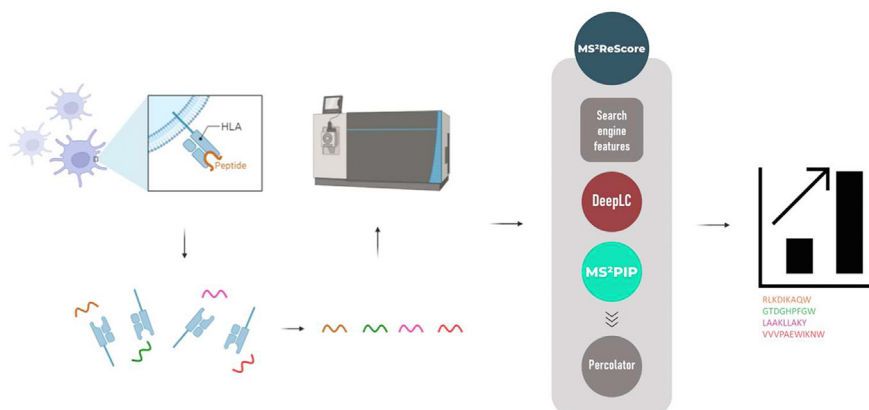 HLA
Peptide
MS²ReScore
Search
engine
features
DeepLC
MS²PIP
Percolator
RLKDIKAQW
GTDGHPFGW
LAAKLLAKY
VVVPAEWIKNW